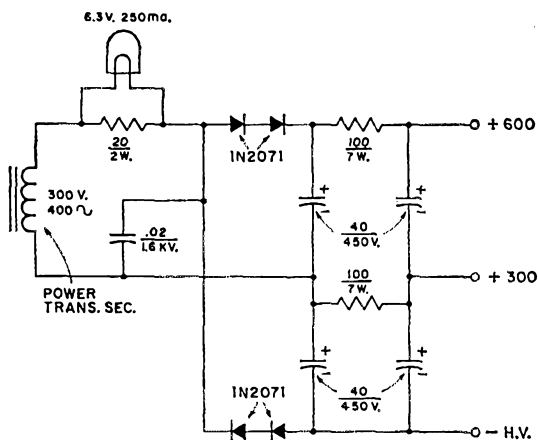 6.3V. 250ma.
20
2W.
1N2071
100
7W.
+ 600
300 V.
400 ~
.02
1.6 KV.
+
+
-
-
40
450V.
POWER
TRANS. SEC.
100
7W.
+ 300
1N2071
+
+
-
-
40
450V.
- H.V.